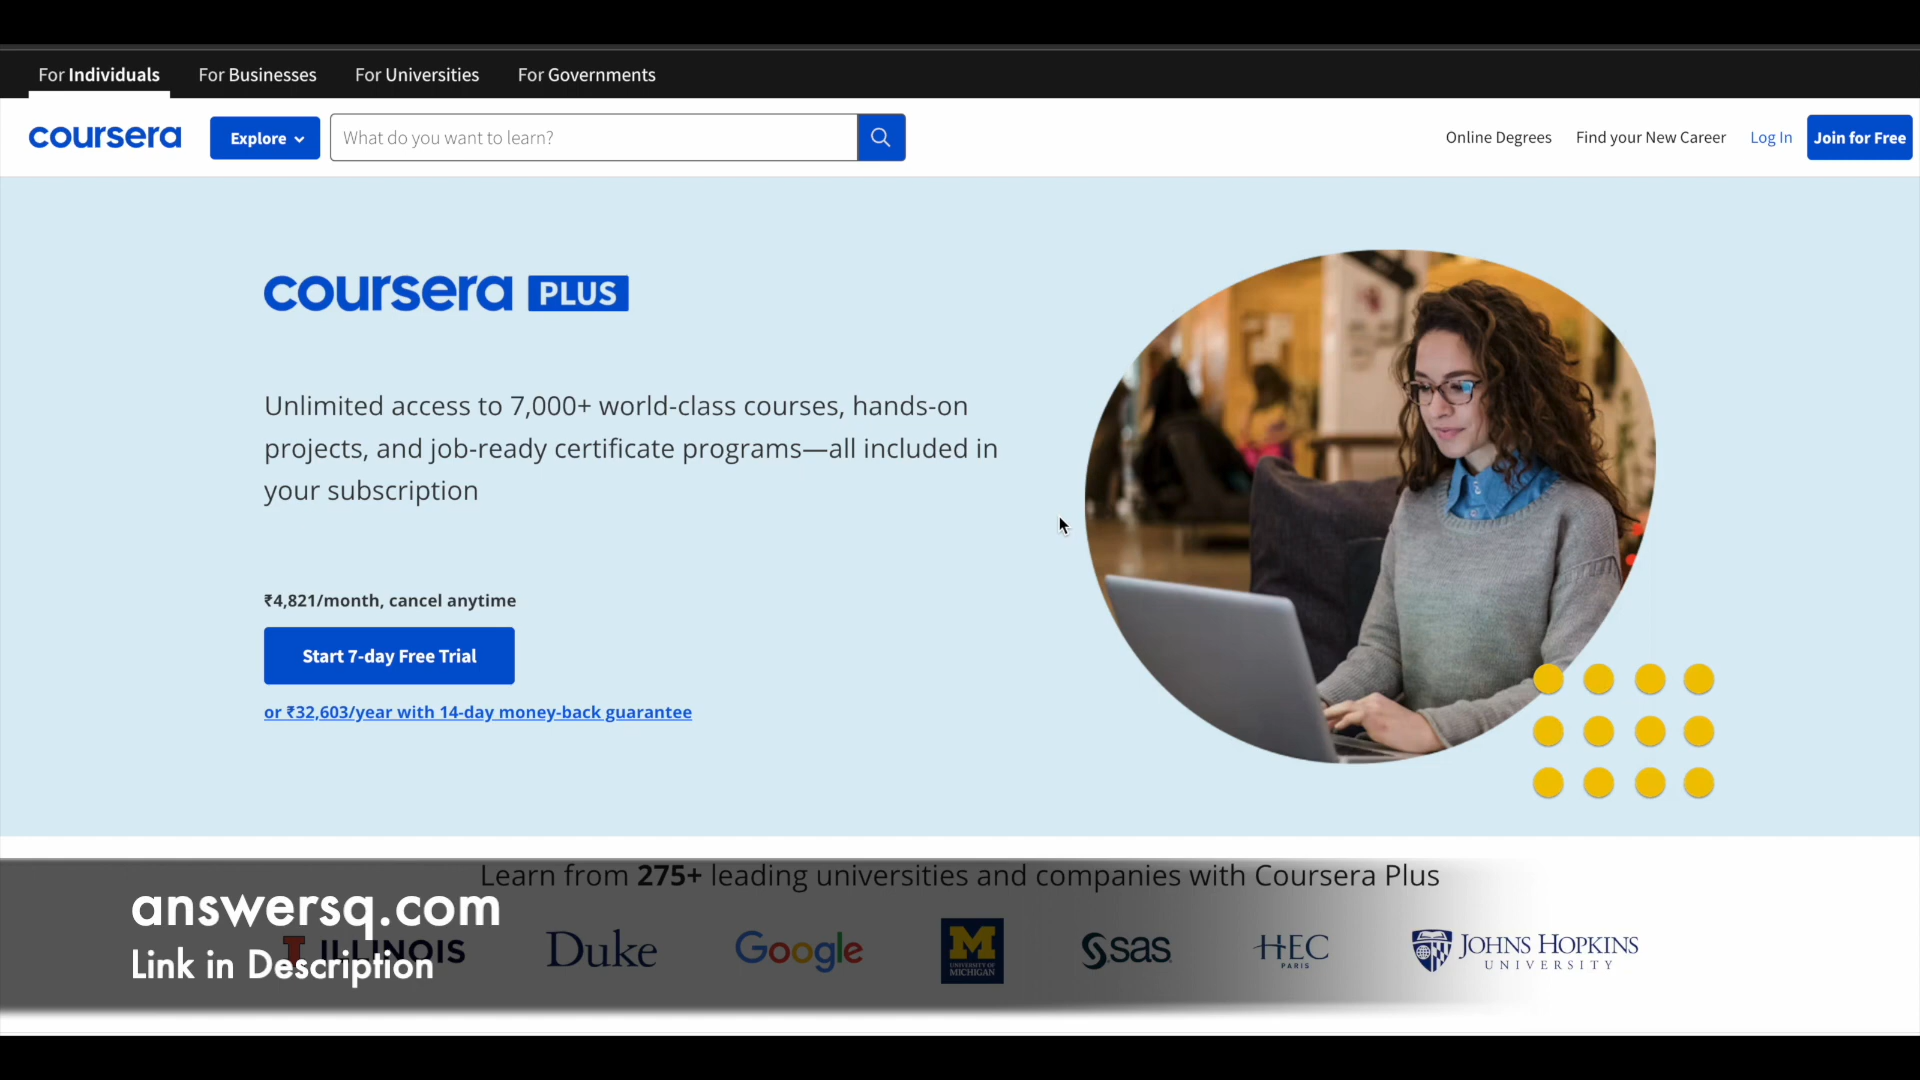 For Individuals For Businesses For Universities For Governments
coursera Explore What do you want to learn? Online Degrees Find your New Career Log In Join for Free
coursera PLUS
Unlimited access to 7,000+ world-class courses, hands-on
projects, and job-ready certificate programs—all included in
your subscription
₹4,821/month, cancel anytime
Start 7-day Free Trial
or ₹32,603/year with 14-day money-back guarantee
Learn from 275+ leading universities and companies with Coursera Plus
answersq.com
Link in Description
I ILLINOIS Duke Google M UNIVERSITY OF MICHIGAN sas HEC PARIS JOHNS HOPKINS UNIVERSITY